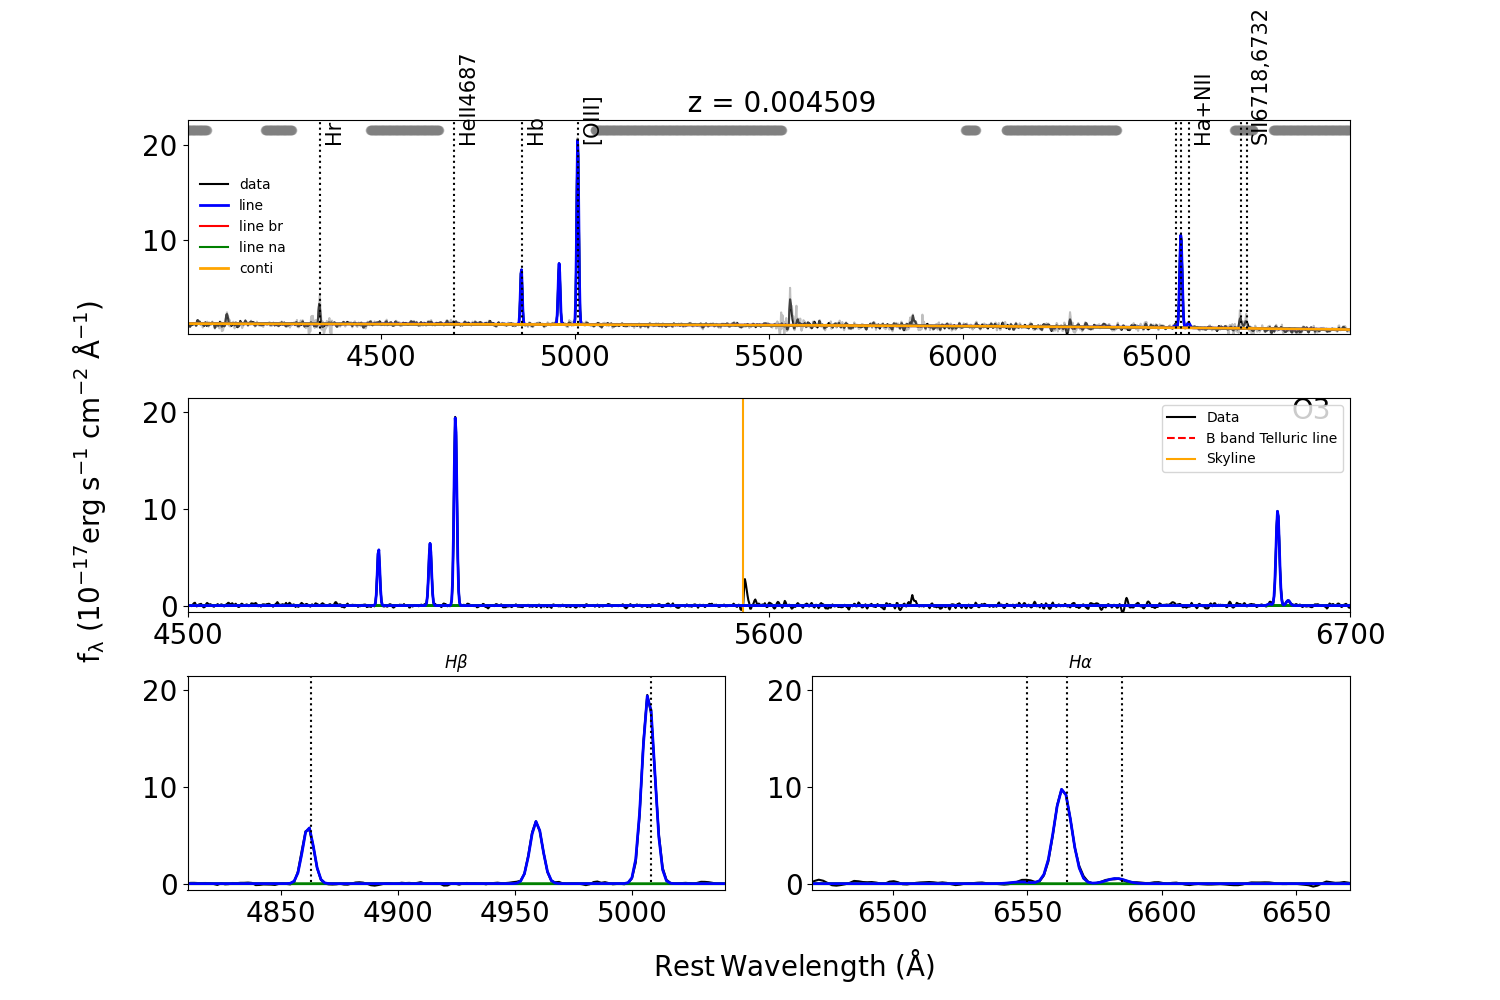 z = 0.004509
Hr
HeII4687
Hb
[OIII]
Ha+NII
SII6718,6732
20
10
data
line
line br
line na
conti
4500 5000 5500 6000 6500
fλ (10⁻¹⁷erg s⁻¹ cm⁻² Å⁻¹)
O3
20
10
0
Data
B band Telluric line
Skyline
4500 5600 6700
Hβ
20
10
0
4850 4900 4950 5000
Hα
20
10
0
6500 6550 6600 6650
Rest Wavelength (Å)